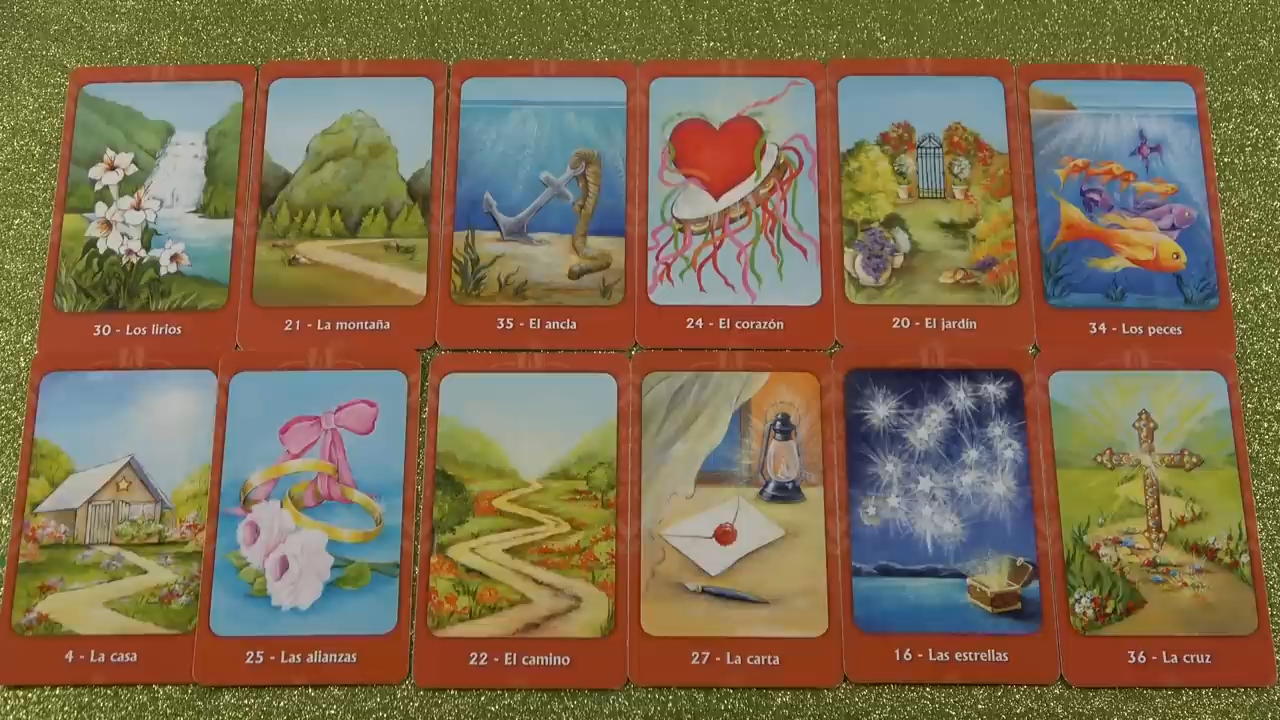 30 - Los lirios
21 - La montaña
35 - El ancla
24 - El corazón
20 - El jardín
34 - Los peces
4 - La casa
25 - Las alianzas
22 - El camino
27 - La carta
16 - Las estrellas
36 - La cruz